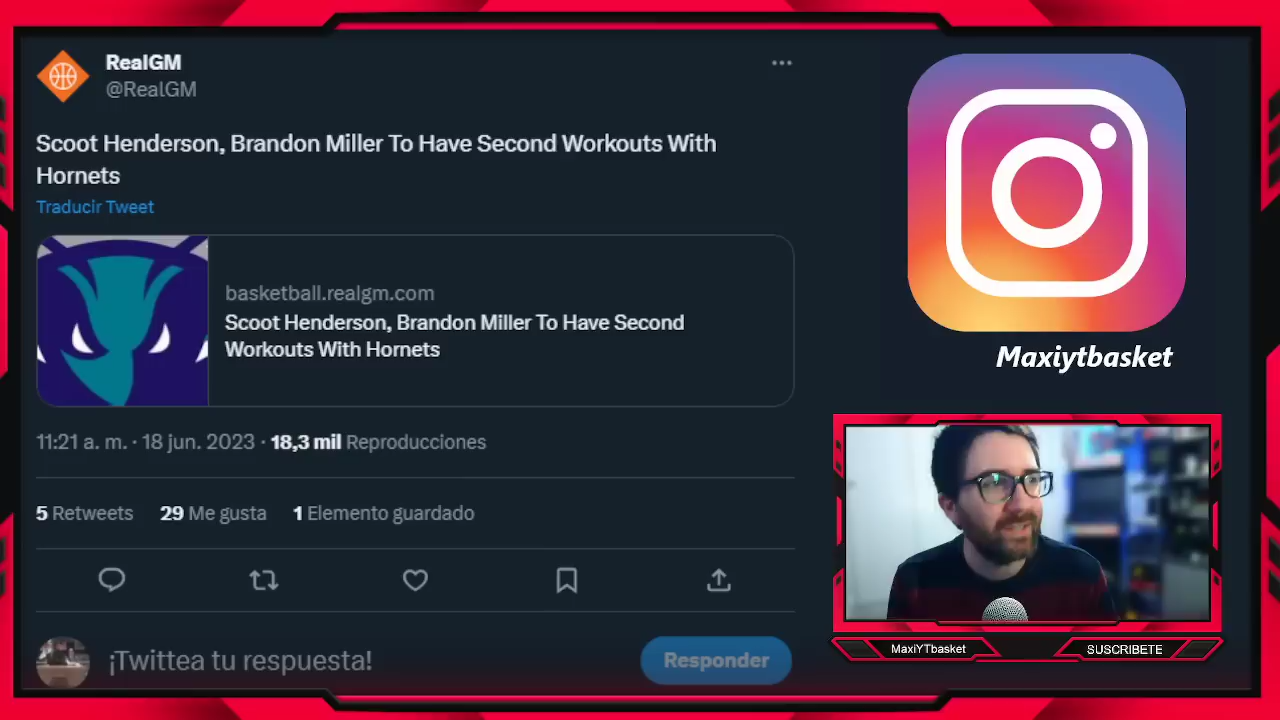 RealGM
@RealGM
Scoot Henderson, Brandon Miller To Have Second Workouts With
Hornets
Traducir Tweet
basketball.realgm.com
Scoot Henderson, Brandon Miller To Have Second
Workouts With Hornets
11:21 a. m. · 18 jun. 2023 · 18,3 mil Reproducciones
5 Retweets 29 Me gusta 1 Elemento guardado
¡Twittea tu respuesta!
Responder
Maxiytbasket
MaxiYTbasket
SUSCRIBETE